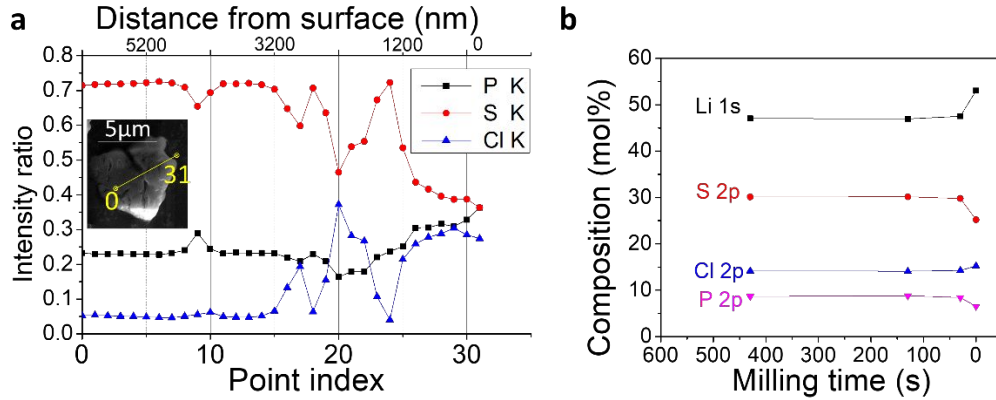 a
Distance from surface (nm)
5200 3200 1200 0
0.8
0.7
0.6
0.5
0.4
0.3
0.2
0.1
0.0
Intensity ratio
P K
S K
Cl K
5μm
31
0
0 10 20 30
Point index
b
60
50
40
30
20
10
0
Composition (mol%)
Li 1s
S 2p
Cl 2p
P 2p
600 500 400 300 200 100 0
Milling time (s)